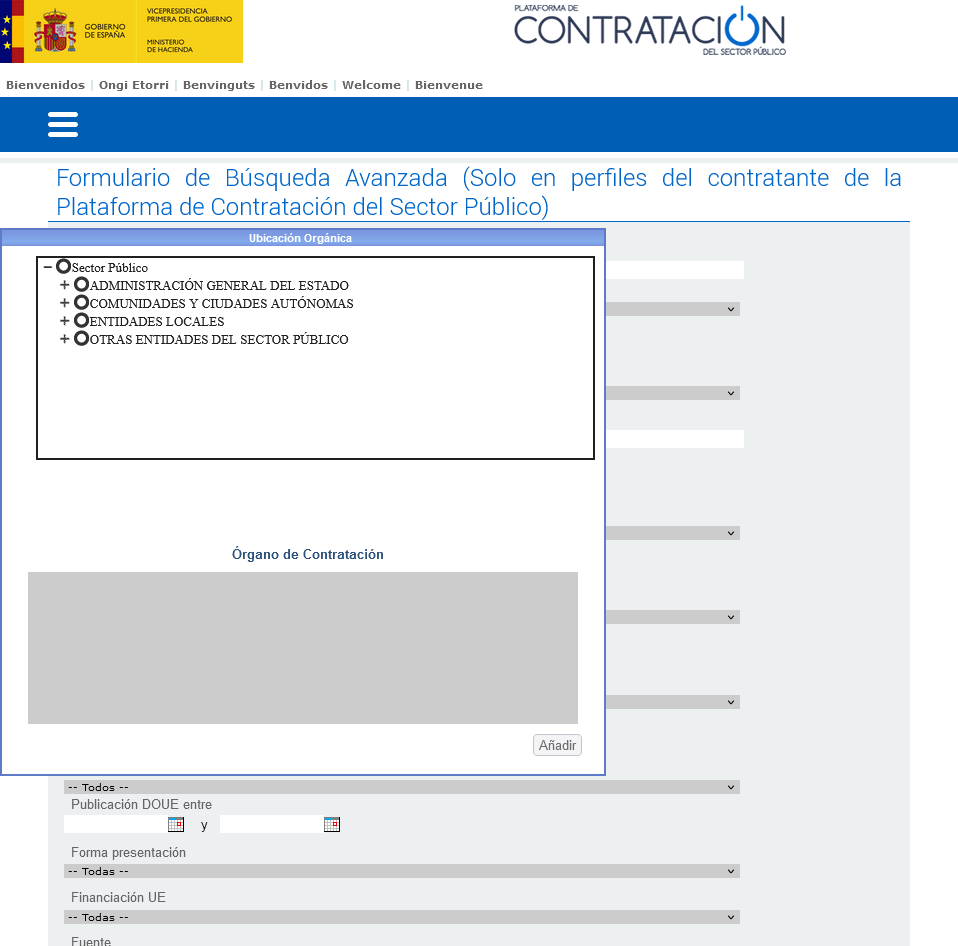 GOBIERNO
DE ESPAÑA
VICEPRESIDENCIA
PRIMERA DEL GOBIERNO
MINISTERIO
DE HACIENDA
PLATAFORMA DE
CONTRATACIÓN
DEL SECTOR PÚBLICO
Bienvenidos | Ongi Etorri | Benvinguts | Benvidos | Welcome | Bienvenue
Formulario de Búsqueda Avanzada (Solo en perfiles del contratante de la
Plataforma de Contratación del Sector Público)
Ubicación Orgánica
Sector Público
ADMINISTRACIÓN GENERAL DEL ESTADO
COMUNIDADES Y CIUDADES AUTÓNOMAS
ENTIDADES LOCALES
OTRAS ENTIDADES DEL SECTOR PÚBLICO
Órgano de Contratación
Añadir
-- Todos --
Publicación DOUE entre
y
Forma presentación
-- Todas --
Financiación UE
-- Todas --
Fuente